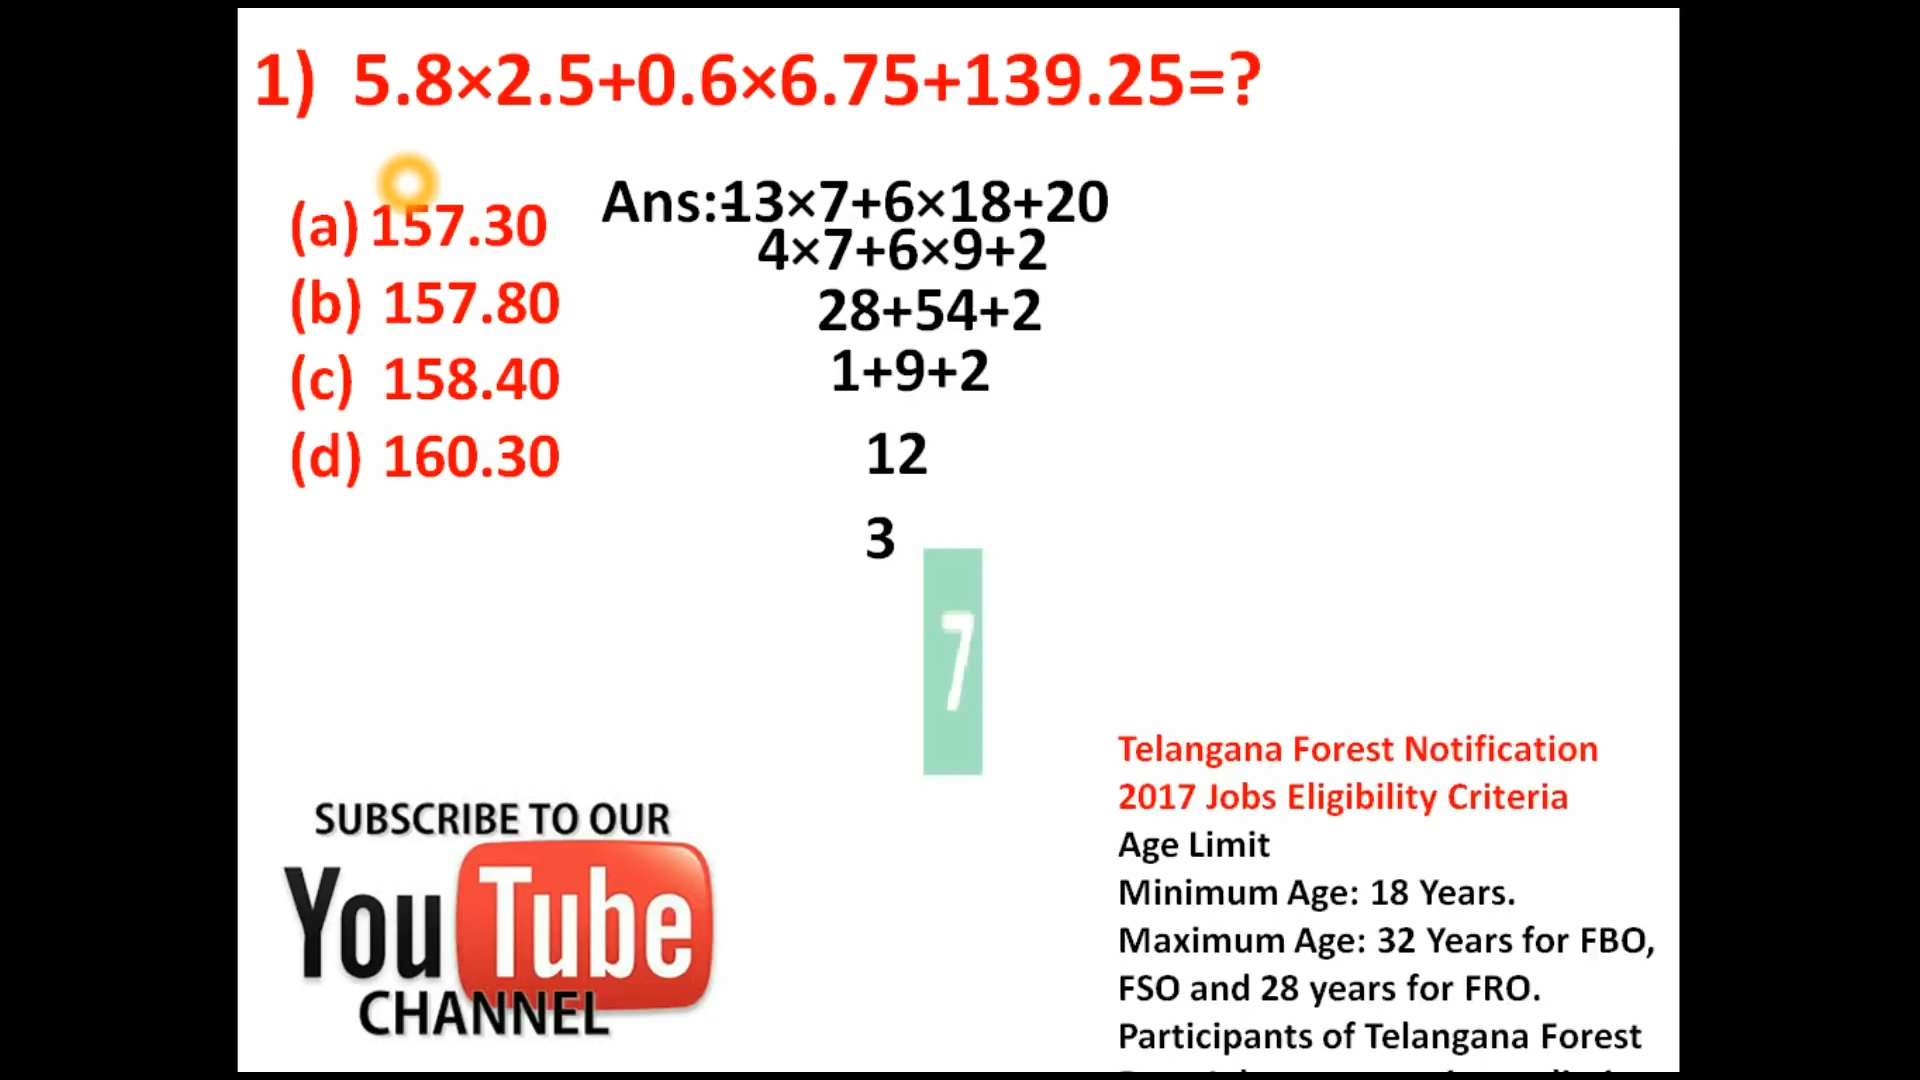 1) 5.8×2.5+0.6×6.75+139.25=?
(a) 157.30
(b) 157.80
(c) 158.40
(d) 160.30
Ans:-13×7+6×18+20
4×7+6×9+2
28+54+2
1+9+2
12
3
7
SUBSCRIBE TO OUR
YouTube
CHANNEL
Telangana Forest Notification
2017 Jobs Eligibility Criteria
Age Limit
Minimum Age: 18 Years.
Maximum Age: 32 Years for FBO,
FSO and 28 years for FRO.
Participants of Telangana Forest